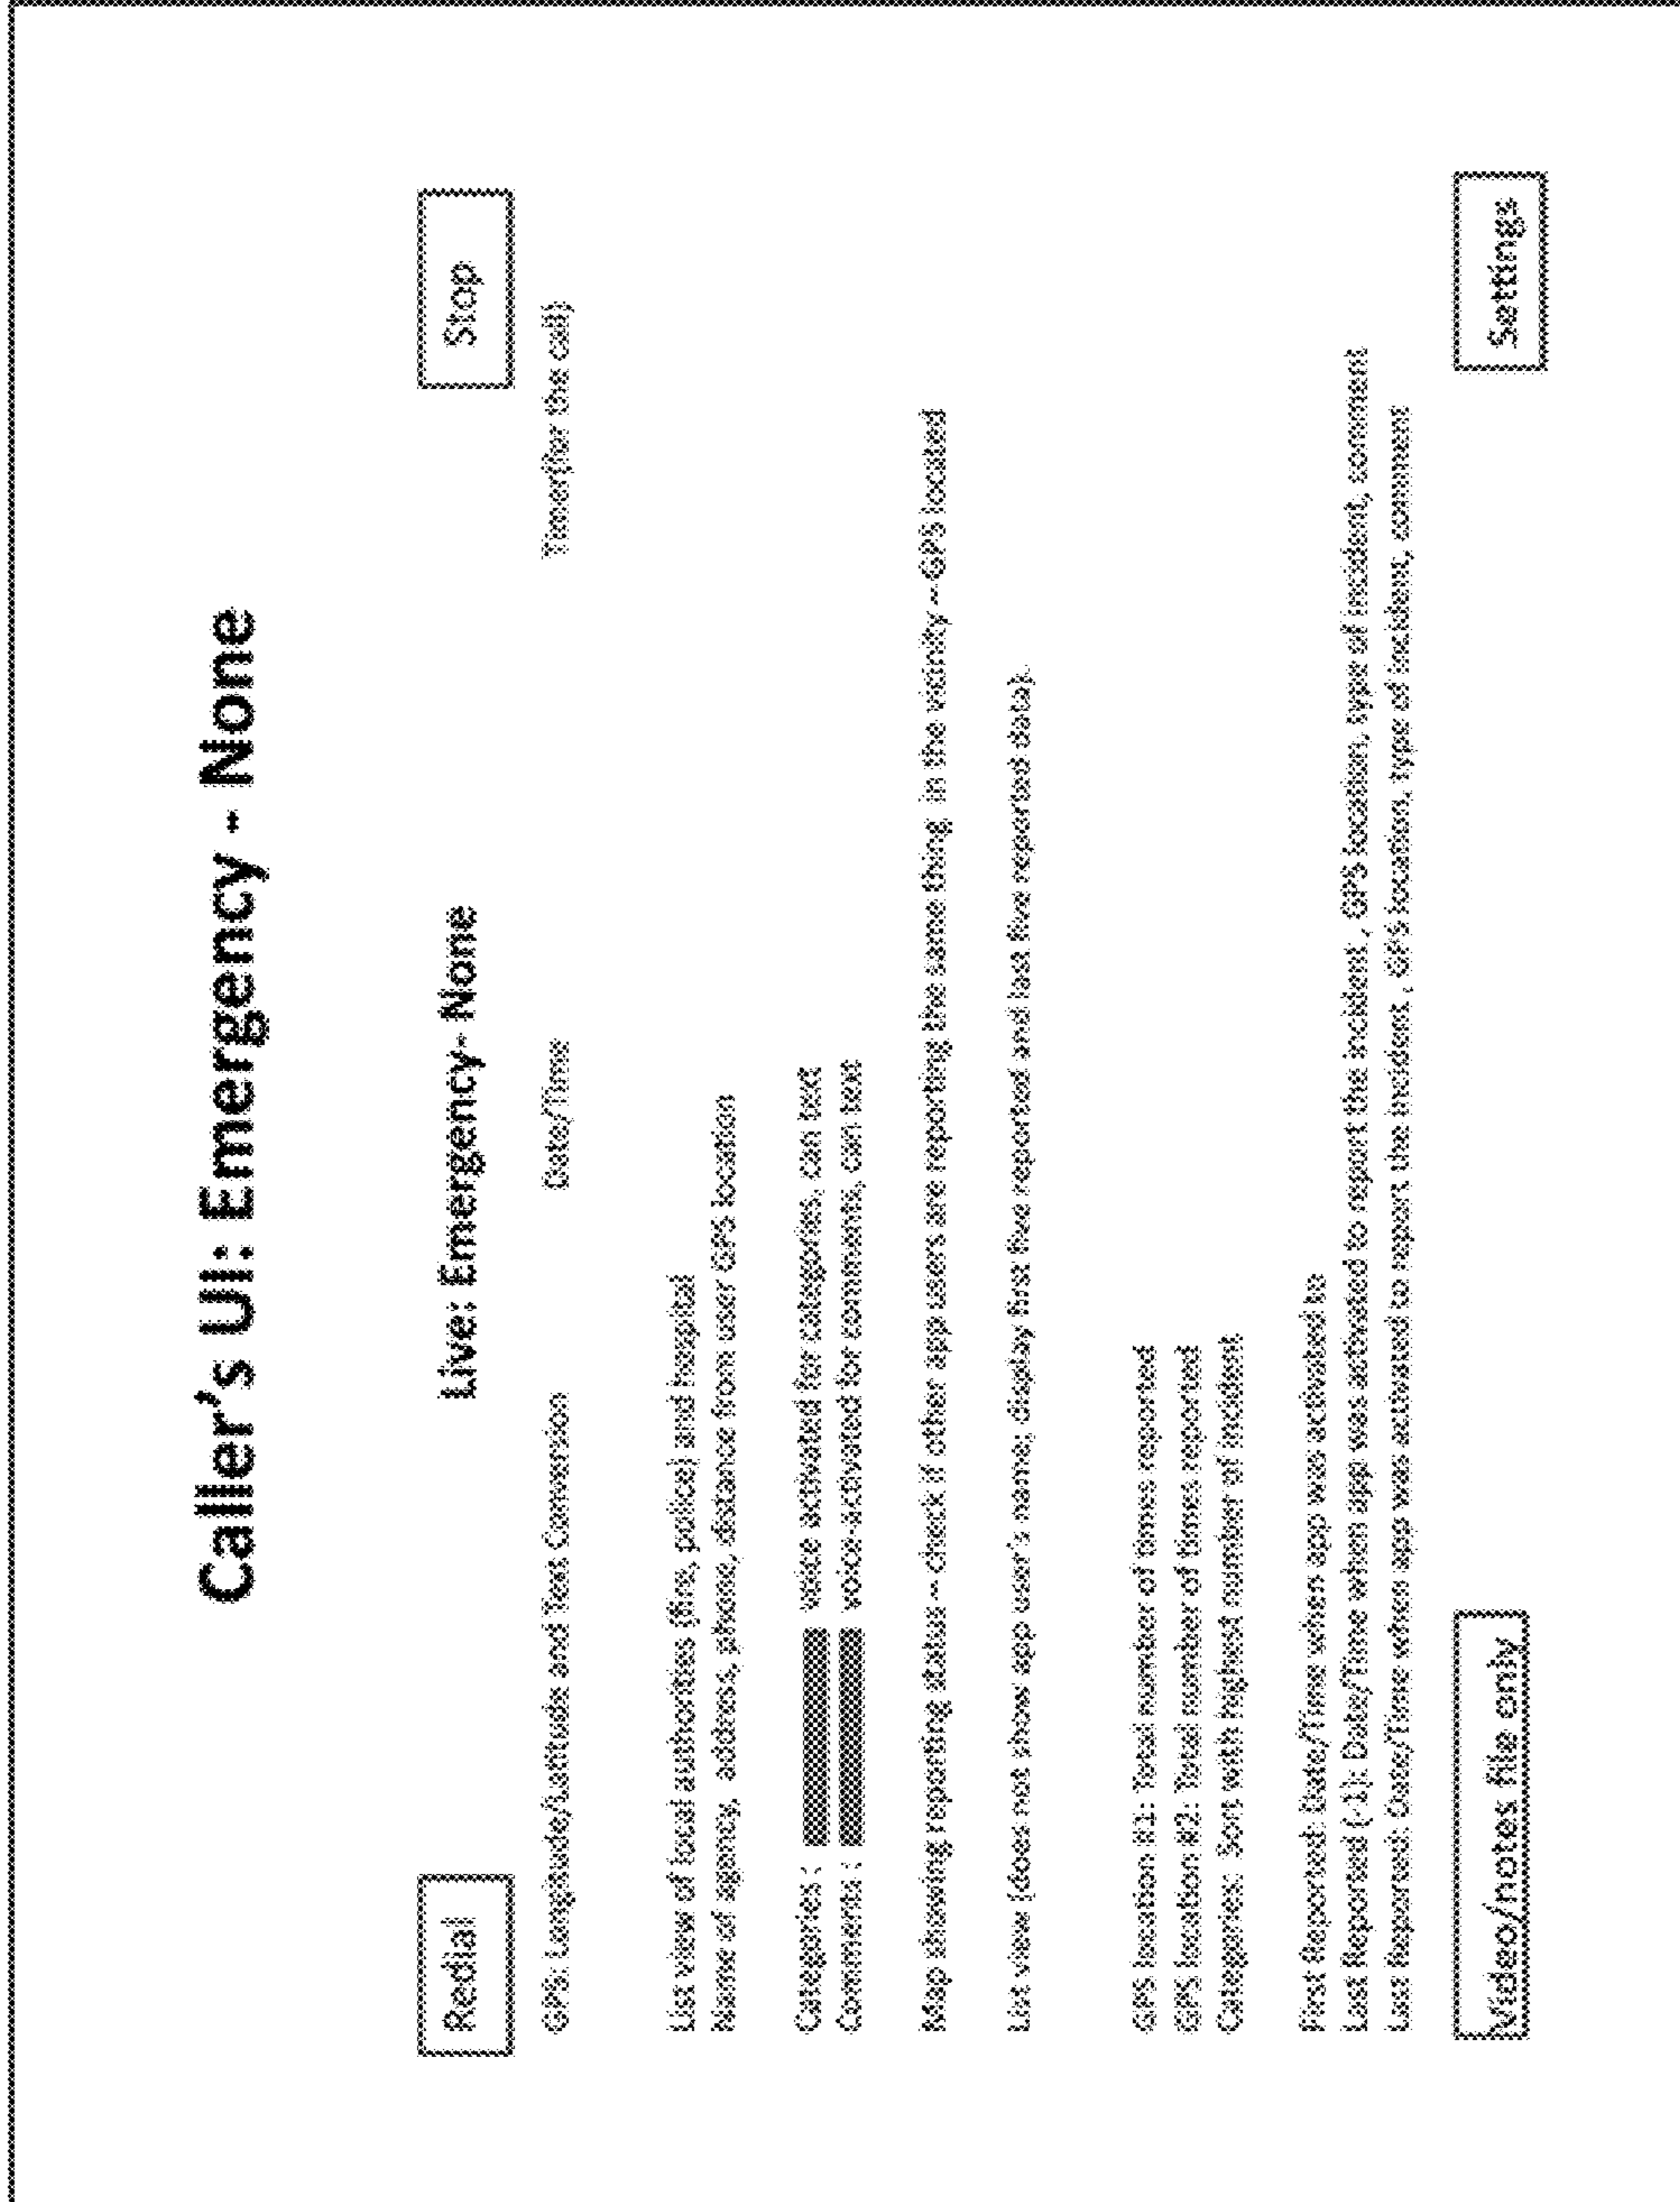 Caller's UI: Emergency - None
Redial
Live: Emergency- None
Stop
GPS: Longitude/Lattitude and Text Conversion
Date/Time
Timer(for the call)
List view of local authorities (fire, police) and hospital
Name of agency, address, phone, distance from user GPS location
Categories : voice activated for categories, can text
Comments : voice-activated for comments, can text
Map showing reporting status -- check if other app users are reporting the same thing in the vicinity -- GPS located
List view (does not show app user's name; display first five reported and last five reported data).
GPS location #1: Total number of times reported
GPS location #2: Total number of times reported
Categories: Sort with highest number of incident
First Reported: Date/Time when app was activated to
Last Reported (-1): Date/Time when app was activated to report the incident , GPS location, type of incident, comment
Last Reported: Date/Time when app was activated to report the incident , GPS location, type of incident, comment
Video/notes file only
Settings